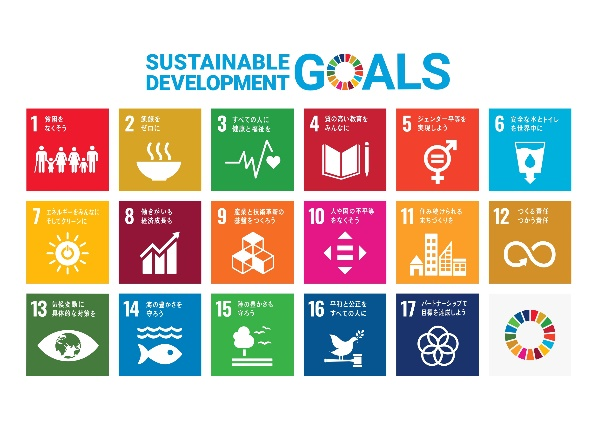 SUSTAINABLE
DEVELOPMENT
GOALS
1 貧困を
なくそう
2 飢餓を
ゼロに
3 すべての人に
健康と福祉を
4 質の高い教育を
みんなに
5 ジェンダー平等を
実現しよう
6 安全な水とトイレ
を世界中に
7 エネルギーをみんなに
そしてクリーンに
8 働きがいも
経済成長も
9 産業と技術革新の
基盤をつくろう
10 人や国の不平等
をなくそう
11 住み続けられる
まちづくりを
12 つくる責任
つかう責任
13 気候変動に
具体的な対策を
14 海の豊かさを
守ろう
15 陸の豊かさも
守ろう
16 平和と公正を
すべての人に
17 パートナーシップで
目標を達成しよう